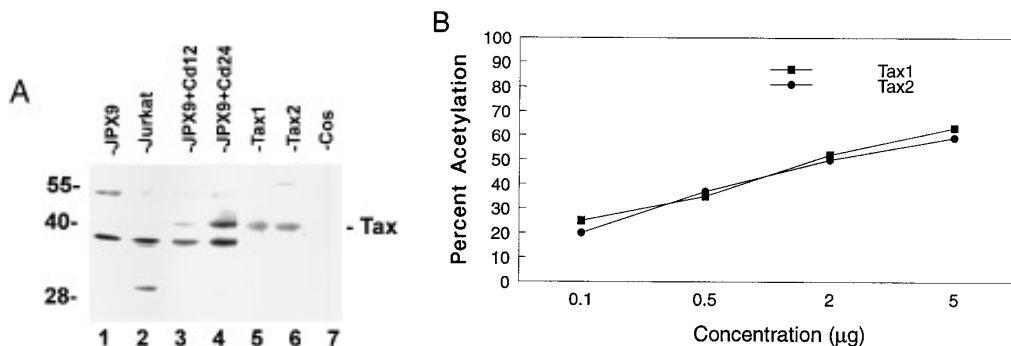 A
-JPX9
-Jurkat
-JPX9+Cd12
-JPX9+Cd24
-Tax1
-Tax2
-Cos
55-
40-
28-
- Tax
1 2 3 4 5 6 7
B
Percent Acetylation
100
90
80
70
60
50
40
30
20
10
0
Tax1
Tax2
0.1 0.5 2 5
Concentration (µg)